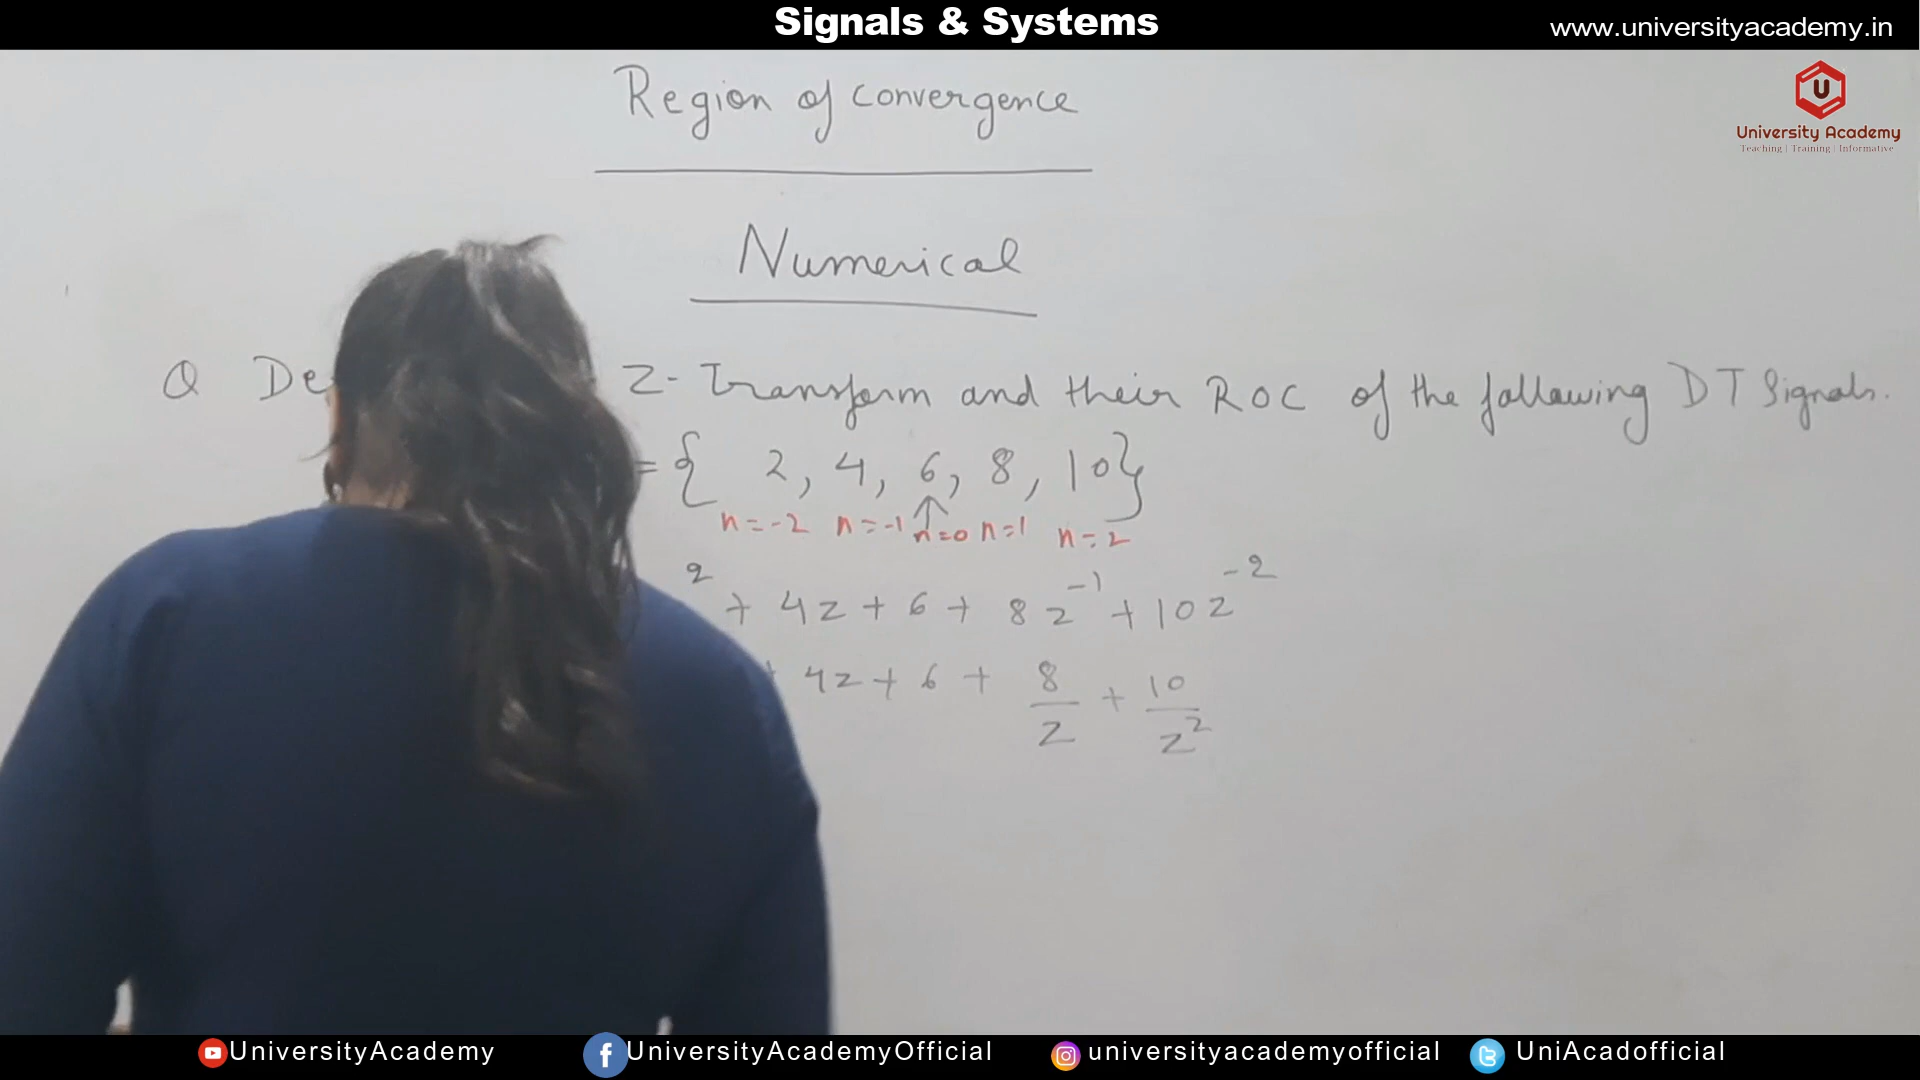 Signals & Systems
www.universityacademy.in
U
University Academy
Teaching | Training | Informative
Region of convergence
Numerical
Q De Z-Transform and their ROC of the following DT Signals.
= { 2, 4, 6, 8, 10}
n=-2 n=-1 n=0 n=1 n=2
2 + 4z + 6 + 8z^-1 + 10z^-2
+ 4z + 6 + 8/z + 10/z^2
UniversityAcademy
UniversityAcademyOfficial
universityacademyofficial
UniAcadofficial